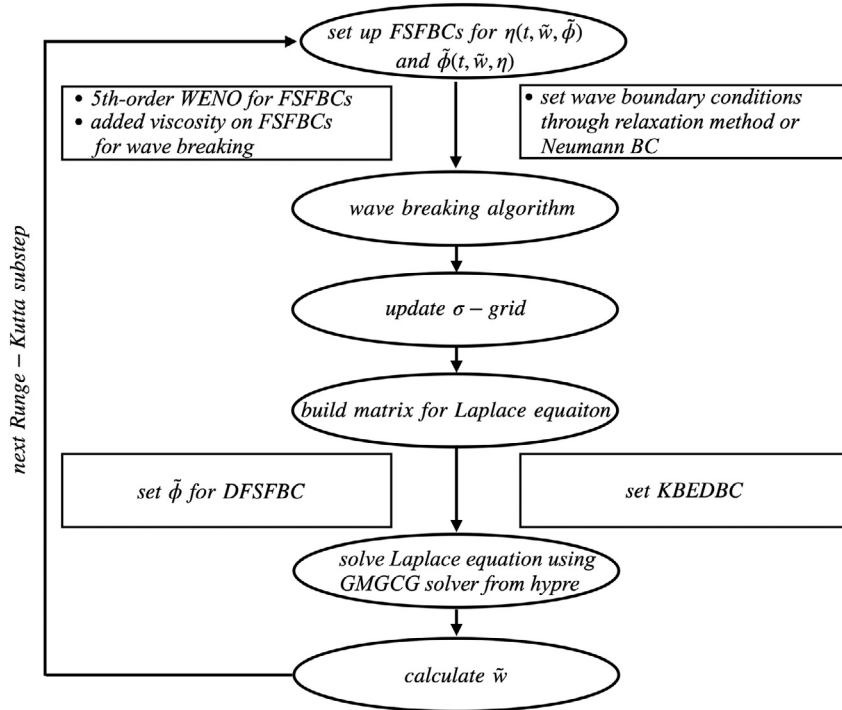 set up FSFBCs for η(t, w̃, ϕ̃)
and ϕ̃(t, w̃, η)
• 5th-order WENO for FSFBCs
• added viscosity on FSFBCs
for wave breaking
• set wave boundary conditions
through relaxation method or
Neumann BC
wave breaking algorithm
update σ − grid
build matrix for Laplace equaiton
set ϕ̃ for DFSFBC
set KBEDBC
solve Laplace equation using
GMGCG solver from hypre
calculate w̃
next Runge − Kutta substep